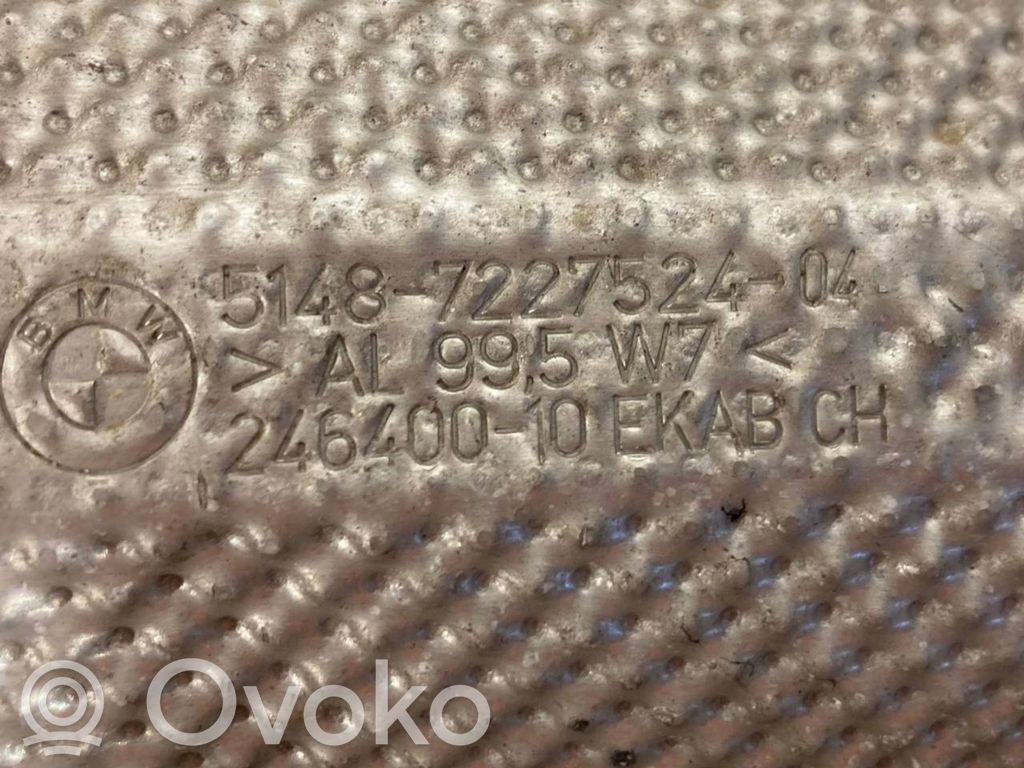 BMW
5148-7227524-04
> AL 99,5 W7 <
246400-10 EKAB CH
Ovoko